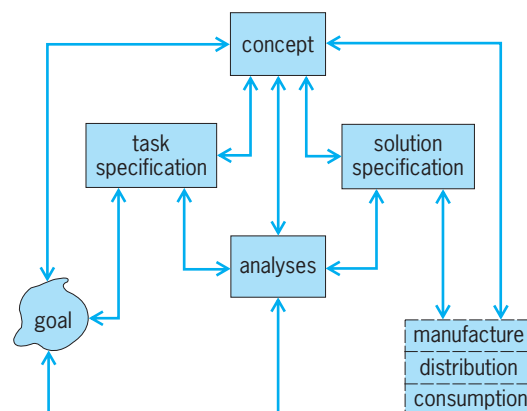 concept
task
specification
solution
specification
analyses
goal
manufacture
distribution
consumption